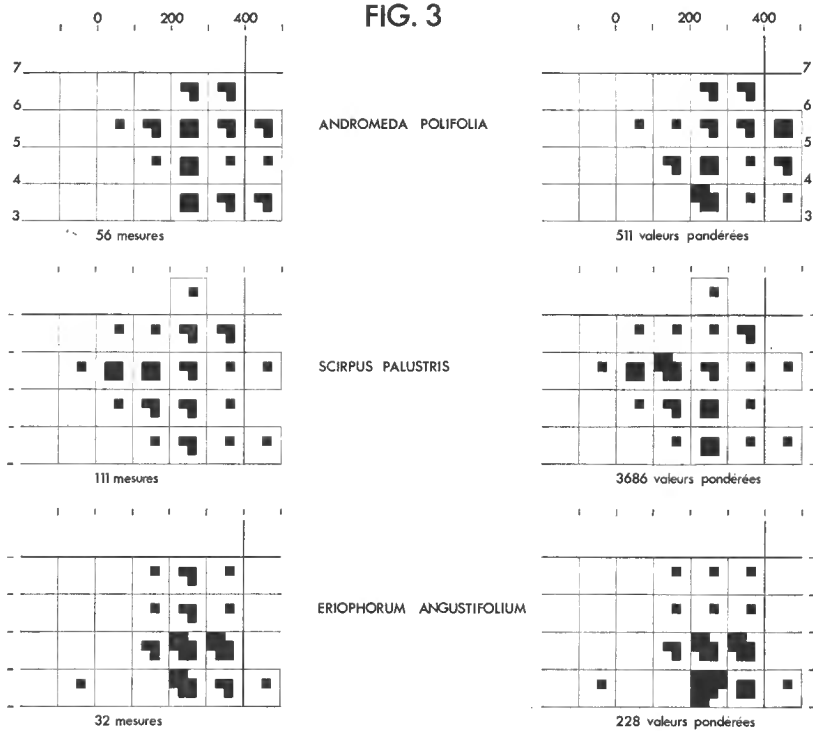 FIG. 3
0 200 400
0 200 400
7
6
5
4
3
7
6
5
4
3
ANDROMEDA POLIFOLIA
56 mesures
511 valeurs pandérées
SCIRPUS PALUSTRIS
111 mesures
3686 valeurs pondérées
ERIOPHORUM ANGUSTIFOLIUM
32 mesures
228 valeurs pondérées